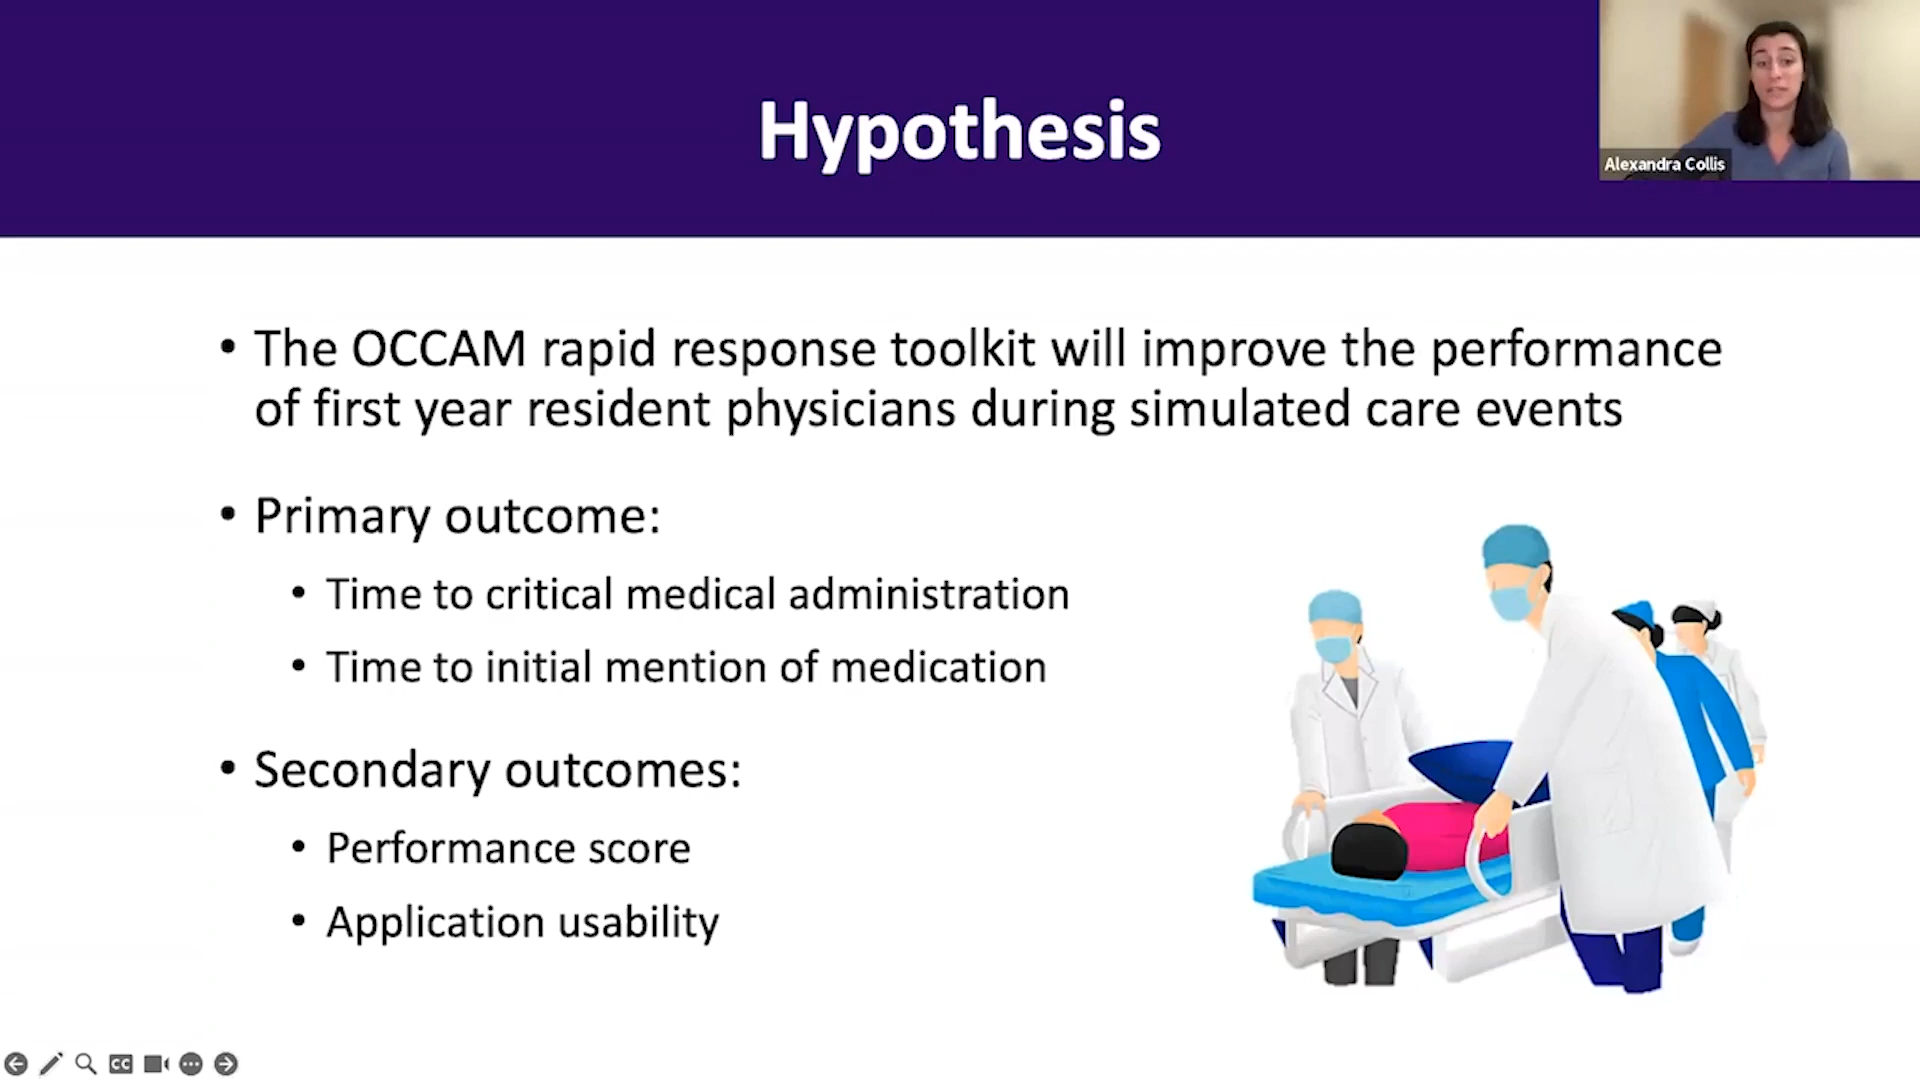 Hypothesis
Alexandra Collis
• The OCCAM rapid response toolkit will improve the performance
of first year resident physicians during simulated care events
• Primary outcome:
• Time to critical medical administration
• Time to initial mention of medication
• Secondary outcomes:
• Performance score
• Application usability
CC